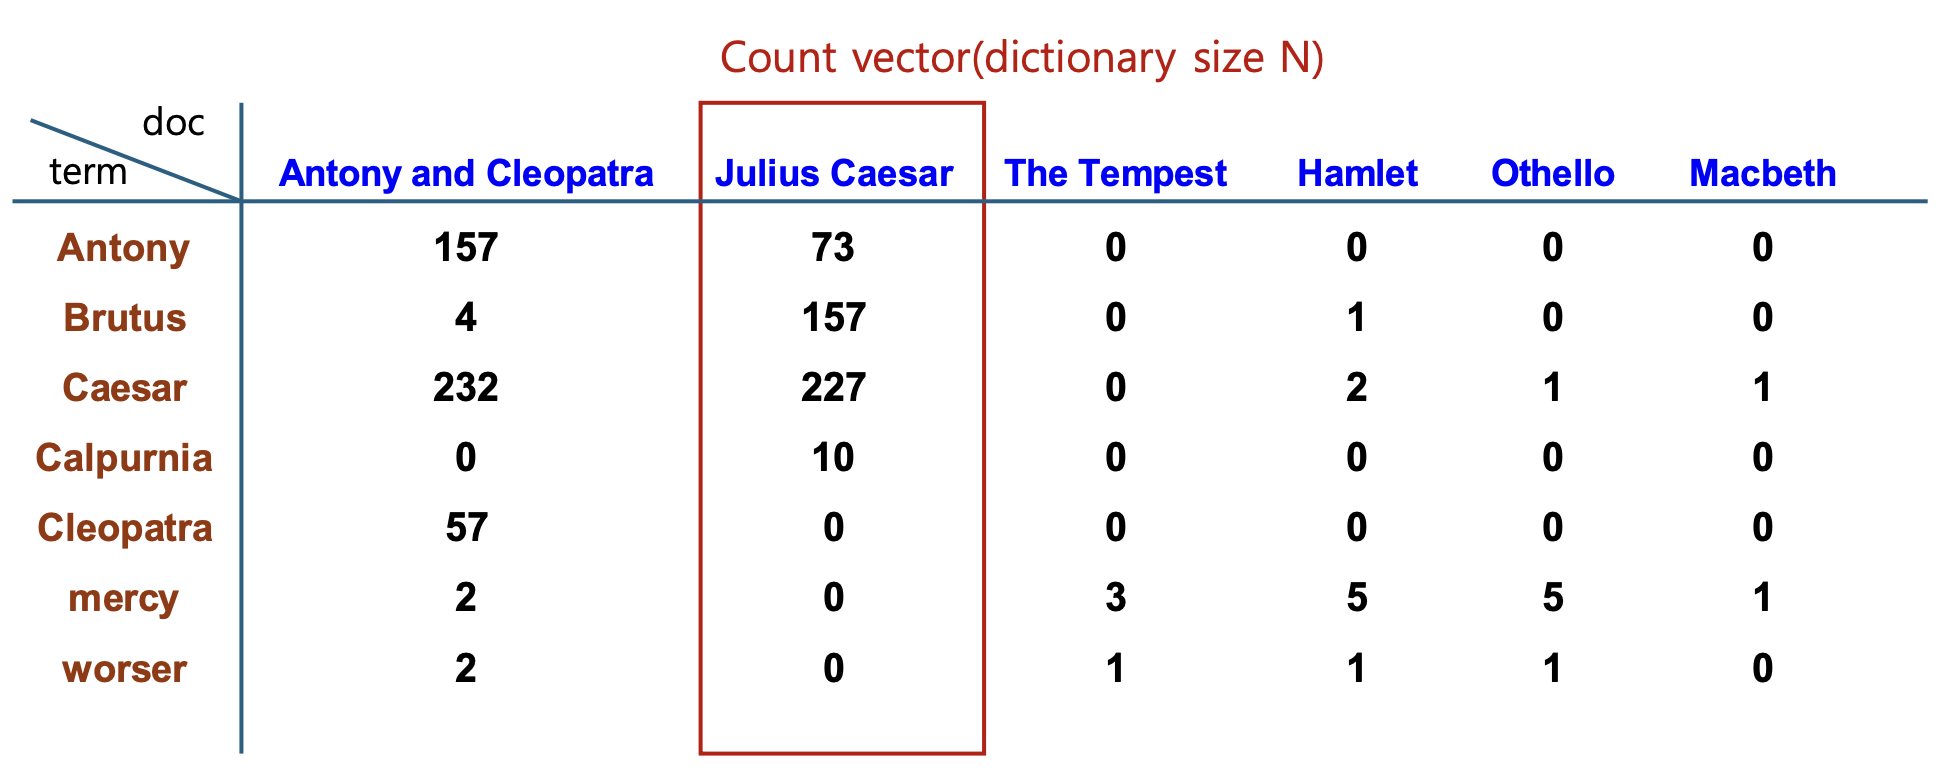 Count vector(dictionary size N)
doc
term Antony and Cleopatra Julius Caesar The Tempest Hamlet Othello Macbeth
Antony 157 73 0 0 0 0
Brutus 4 157 0 1 0 0
Caesar 232 227 0 2 1 1
Calpurnia 0 10 0 0 0 0
Cleopatra 57 0 0 0 0 0
mercy 2 0 3 5 5 1
worser 2 0 1 1 1 0